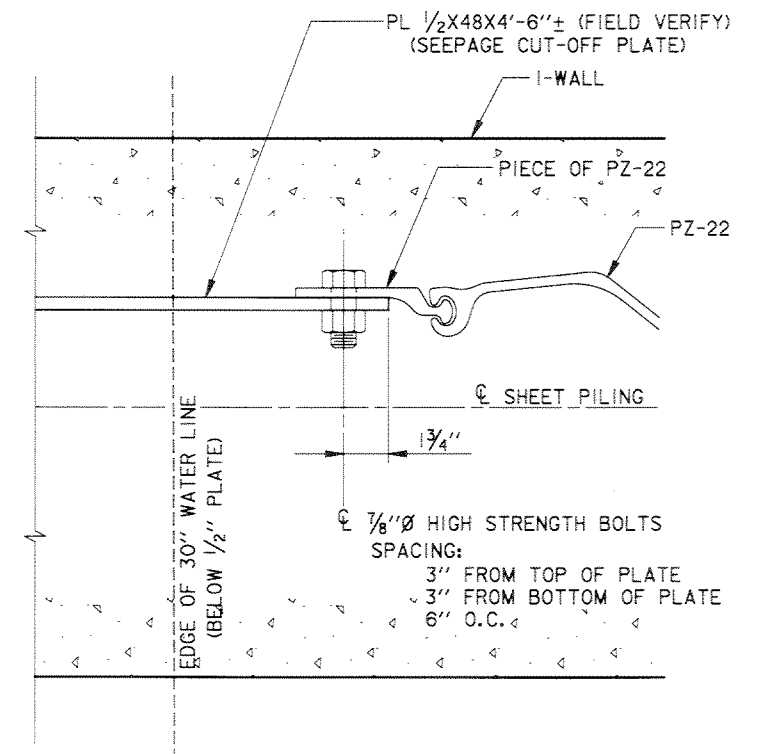 PL 1/2X48X4'-6"± (FIELD VERIFY)
(SEEPAGE CUT-OFF PLATE)
I-WALL
PIECE OF PZ-22
PZ-22
℄ SHEET PILING
1 3/4"
EDGE OF 30" WATER LINE
(BELOW 1/2" PLATE)
℄ 7/8"Ø HIGH STRENGTH BOLTS
SPACING:
3" FROM TOP OF PLATE
3" FROM BOTTOM OF PLATE
6" O.C.